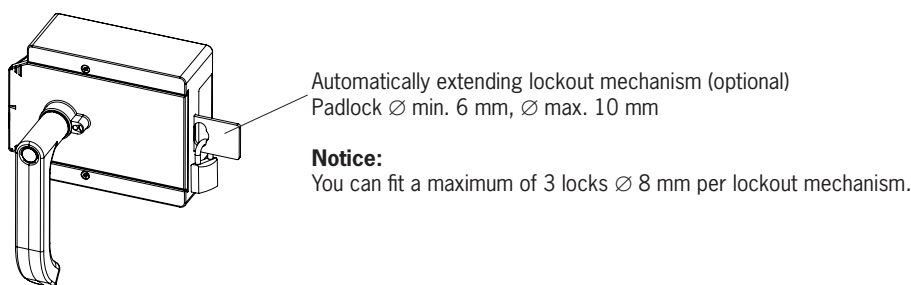 Automatically extending lockout mechanism (optional)
Padlock ∅ min. 6 mm, ∅ max. 10 mm
Notice:
You can fit a maximum of 3 locks ∅ 8 mm per lockout mechanism.